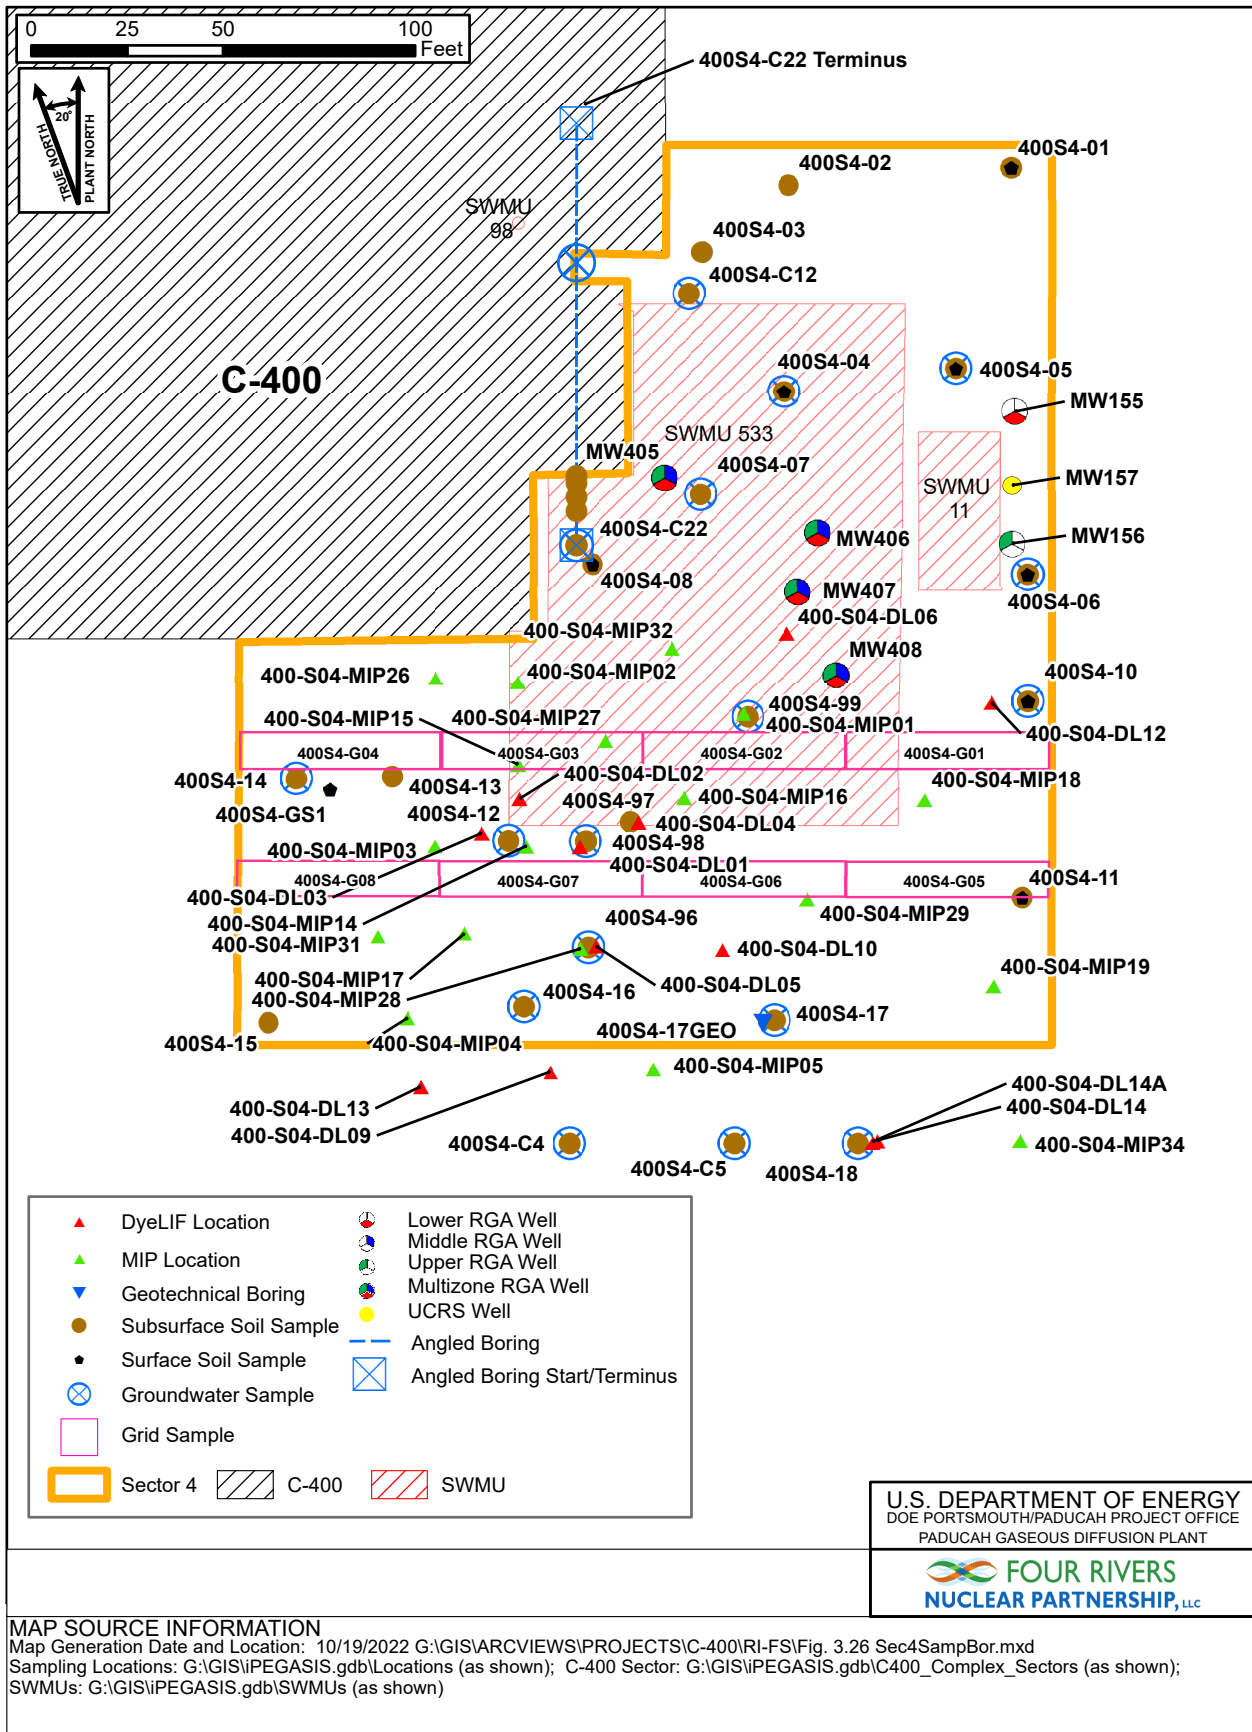 0 25 50 100
Feet
TRUE NORTH
20°
PLANT NORTH
400S4-C22 Terminus
400S4-01
400S4-02
SWMU
98
400S4-03
400S4-C12
C-400
400S4-04
400S4-05
MW155
SWMU 533
MW405
400S4-07
SWMU
11
MW157
400S4-C22
MW406
MW156
400S4-08
MW407
400S4-06
400-S04-MIP32
400-S04-DL06
MW408
400-S04-MIP26
400-S04-MIP02
400S4-10
400-S04-MIP15
400-S04-MIP27
400S4-99
400-S04-MIP01
400-S04-DL12
400S4-G04
400S4-G03
400S4-G02
400S4-G01
400S4-14
400S4-13
400-S04-DL02
400-S04-MIP18
400S4-GS1
400S4-12
400S4-97
400-S04-MIP16
400-S04-DL04
400-S04-MIP03
400S4-98
400-S04-DL01
400S4-G08
400S4-G07
400S4-G06
400S4-G05
400S4-11
400-S04-DL03
400-S04-MIP14
400S4-96
400-S04-MIP29
400-S04-MIP31
400-S04-DL10
400-S04-MIP19
400-S04-MIP17
400-S04-DL05
400-S04-MIP28
400S4-16
400S4-17
400S4-17GEO
400S4-15
400-S04-MIP04
400-S04-MIP05
400-S04-DL14A
400-S04-DL13
400-S04-DL14
400-S04-DL09
400S4-C4
400S4-C5
400S4-18
400-S04-MIP34
DyeLIF Location
MIP Location
Geotechnical Boring
Subsurface Soil Sample
Surface Soil Sample
Groundwater Sample
Grid Sample
Lower RGA Well
Middle RGA Well
Upper RGA Well
Multizone RGA Well
UCRS Well
Angled Boring
Angled Boring Start/Terminus
Sector 4
C-400
SWMU
U.S. DEPARTMENT OF ENERGY
DOE PORTSMOUTH/PADUCAH PROJECT OFFICE
PADUCAH GASEOUS DIFFUSION PLANT
FOUR RIVERS
NUCLEAR PARTNERSHIP, LLC
MAP SOURCE INFORMATION
Map Generation Date and Location: 10/19/2022 G:\GIS\ARCVIEWS\PROJECTS\C-400\RI-FS\Fig. 3.26 Sec4SampBor.mxd
Sampling Locations: G:\GIS\iPEGASIS.gdb\Locations (as shown); C-400 Sector: G:\GIS\iPEGASIS.gdb\C400_Complex_Sectors (as shown);
SWMUs: G:\GIS\iPEGASIS.gdb\SWMUs (as shown)